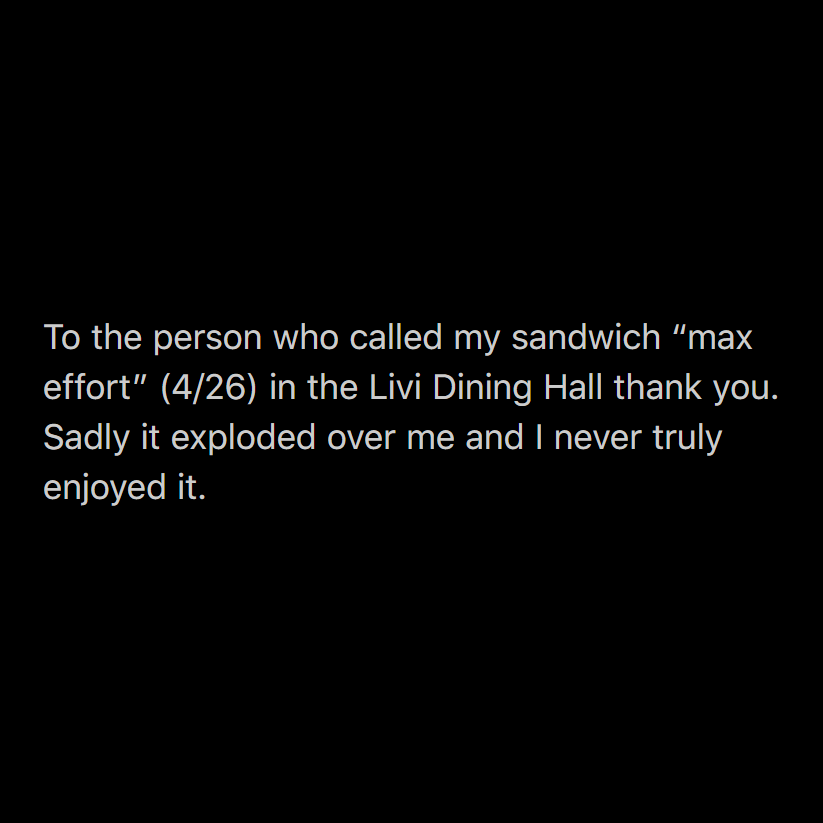 To the person who called my sandwich “max
effort” (4/26) in the Livi Dining Hall thank you.
Sadly it exploded over me and I never truly
enjoyed it.